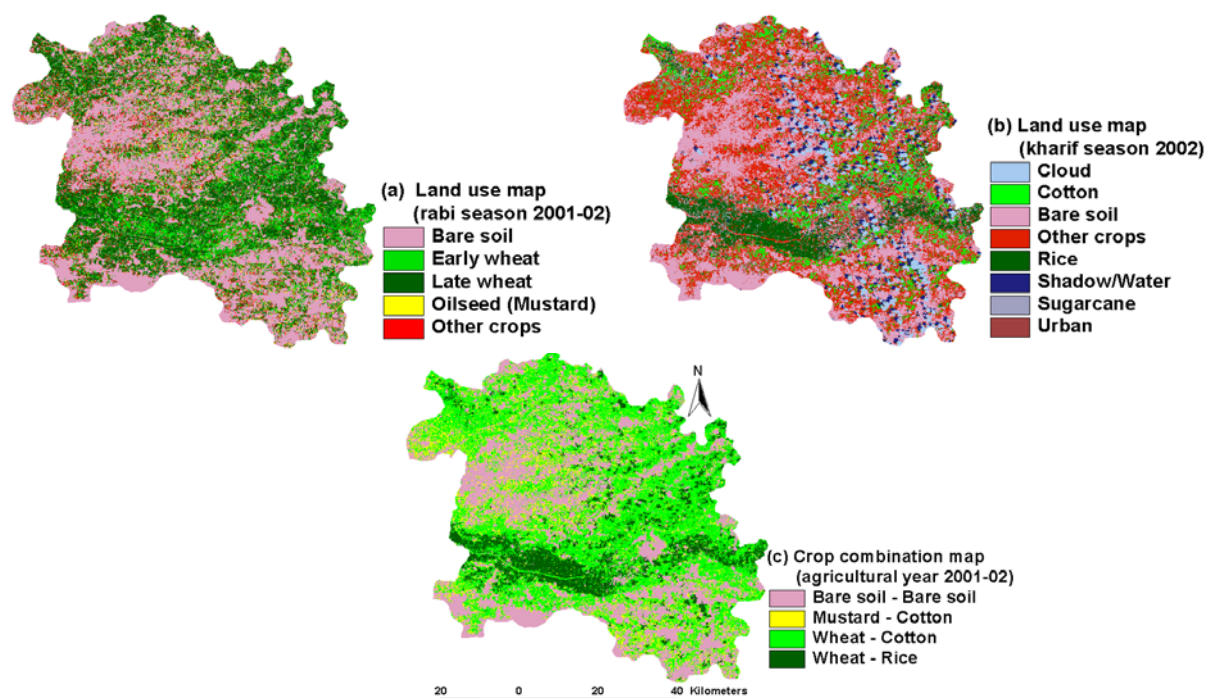 (a) Land use map
(rabi season 2001-02)
Bare soil
Early wheat
Late wheat
Oilseed (Mustard)
Other crops
(b) Land use map
(kharif season 2002)
Cloud
Cotton
Bare soil
Other crops
Rice
Shadow/Water
Sugarcane
Urban
N
(c) Crop combination map
(agricultural year 2001-02)
Bare soil - Bare soil
Mustard - Cotton
Wheat - Cotton
Wheat - Rice
20 0 20 40 Kilometers